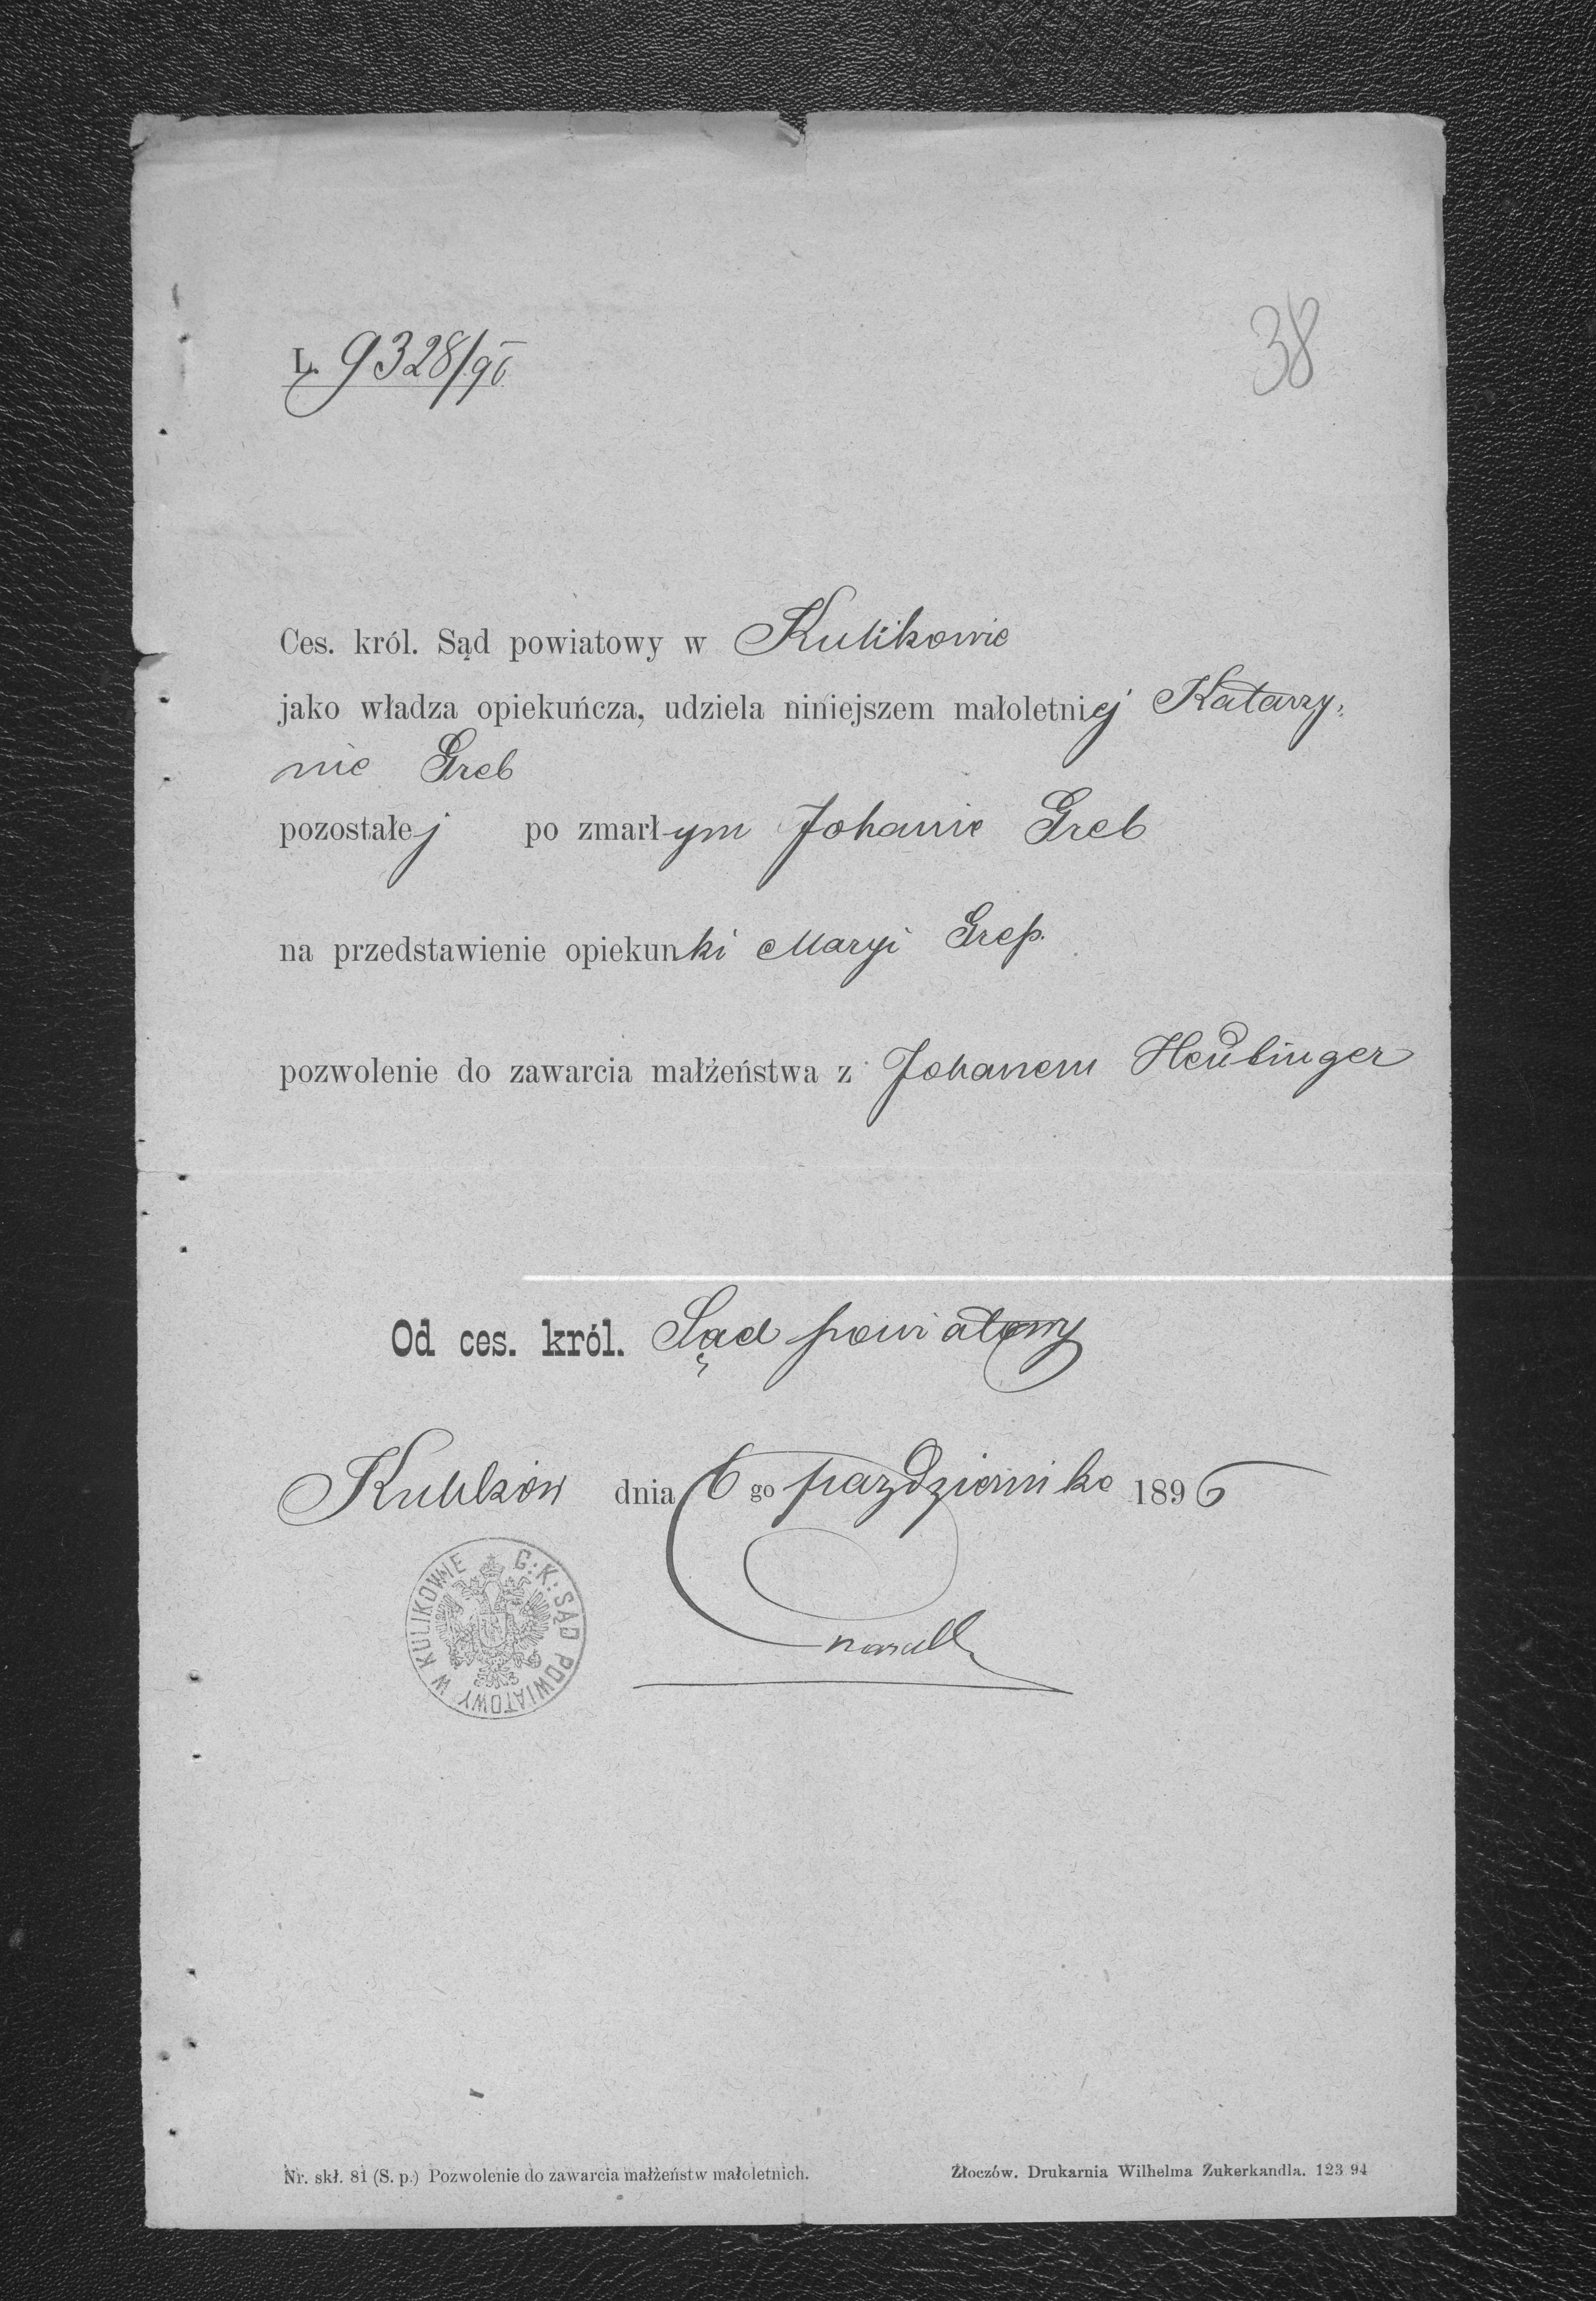 L. 9328/96
38
Ces. król. Sąd powiatowy w Kulikowie
jako władza opiekuńcza, udziela niniejszem małoletniej Katarzy„
nie Greb
pozostałej po zmarłym Johanie Greb
na przedstawienie opiekunki Maryi Grep.
pozwolenie do zawarcia małżeństwa z Johanem Heŭbinger
Od ces. król. Sąd powiatowy
Kulików dnia 6 go pazdziernika 1896
C: K: SĄD POWIATOWY W KULIKOWIE
Nr. skł. 81 (S. p.) Pozwolenie do zawarcia małżeństw małoletnich.
Złoczów. Drukarnia Wilhelma Zukerkandla. 123 94